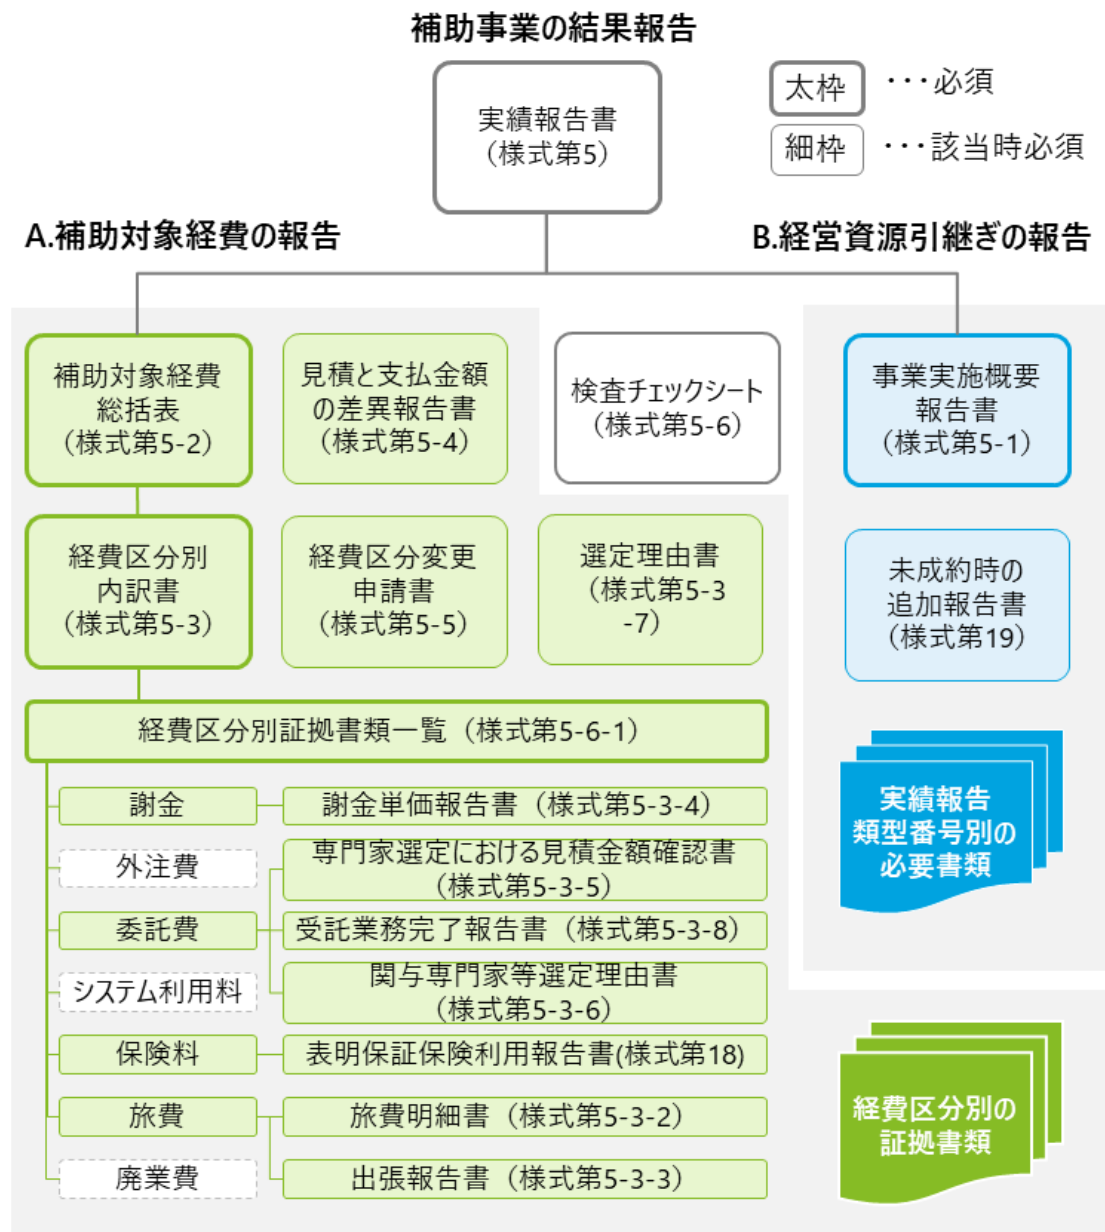 補助事業の結果報告
実績報告書
(様式第5)
太枠 ・・・必須
細枠 ・・・該当時必須
A.補助対象経費の報告
B.経営資源引継ぎの報告
補助対象経費
総括表
(様式第5-2)
見積と支払金額
の差異報告書
(様式第5-4)
検査チェックシート
(様式第5-6)
事業実施概要
報告書
(様式第5-1)
経費区分別
内訳書
(様式第5-3)
経費区分変更
申請書
(様式第5-5)
選定理由書
(様式第5-3
-7)
未成約時の
追加報告書
(様式第19)
経費区分別証拠書類一覧(様式第5-6-1)
謝金
謝金単価報告書(様式第5-3-4)
外注費
専門家選定における見積金額確認書
(様式第5-3-5)
委託費
受託業務完了報告書(様式第5-3-8)
システム利用料
関与専門家等選定理由書
(様式第5-3-6)
保険料
表明保証保険利用報告書(様式第18)
旅費
旅費明細書(様式第5-3-2)
廃業費
出張報告書(様式第5-3-3)
実績報告
類型番号別の
必要書類
経費区分別の
証拠書類